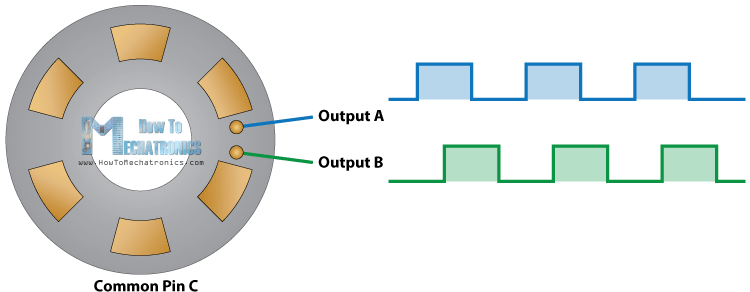 Output A
How To
MECHATRONICS
www.HowToMechatronics.com
Output B
Common Pin C